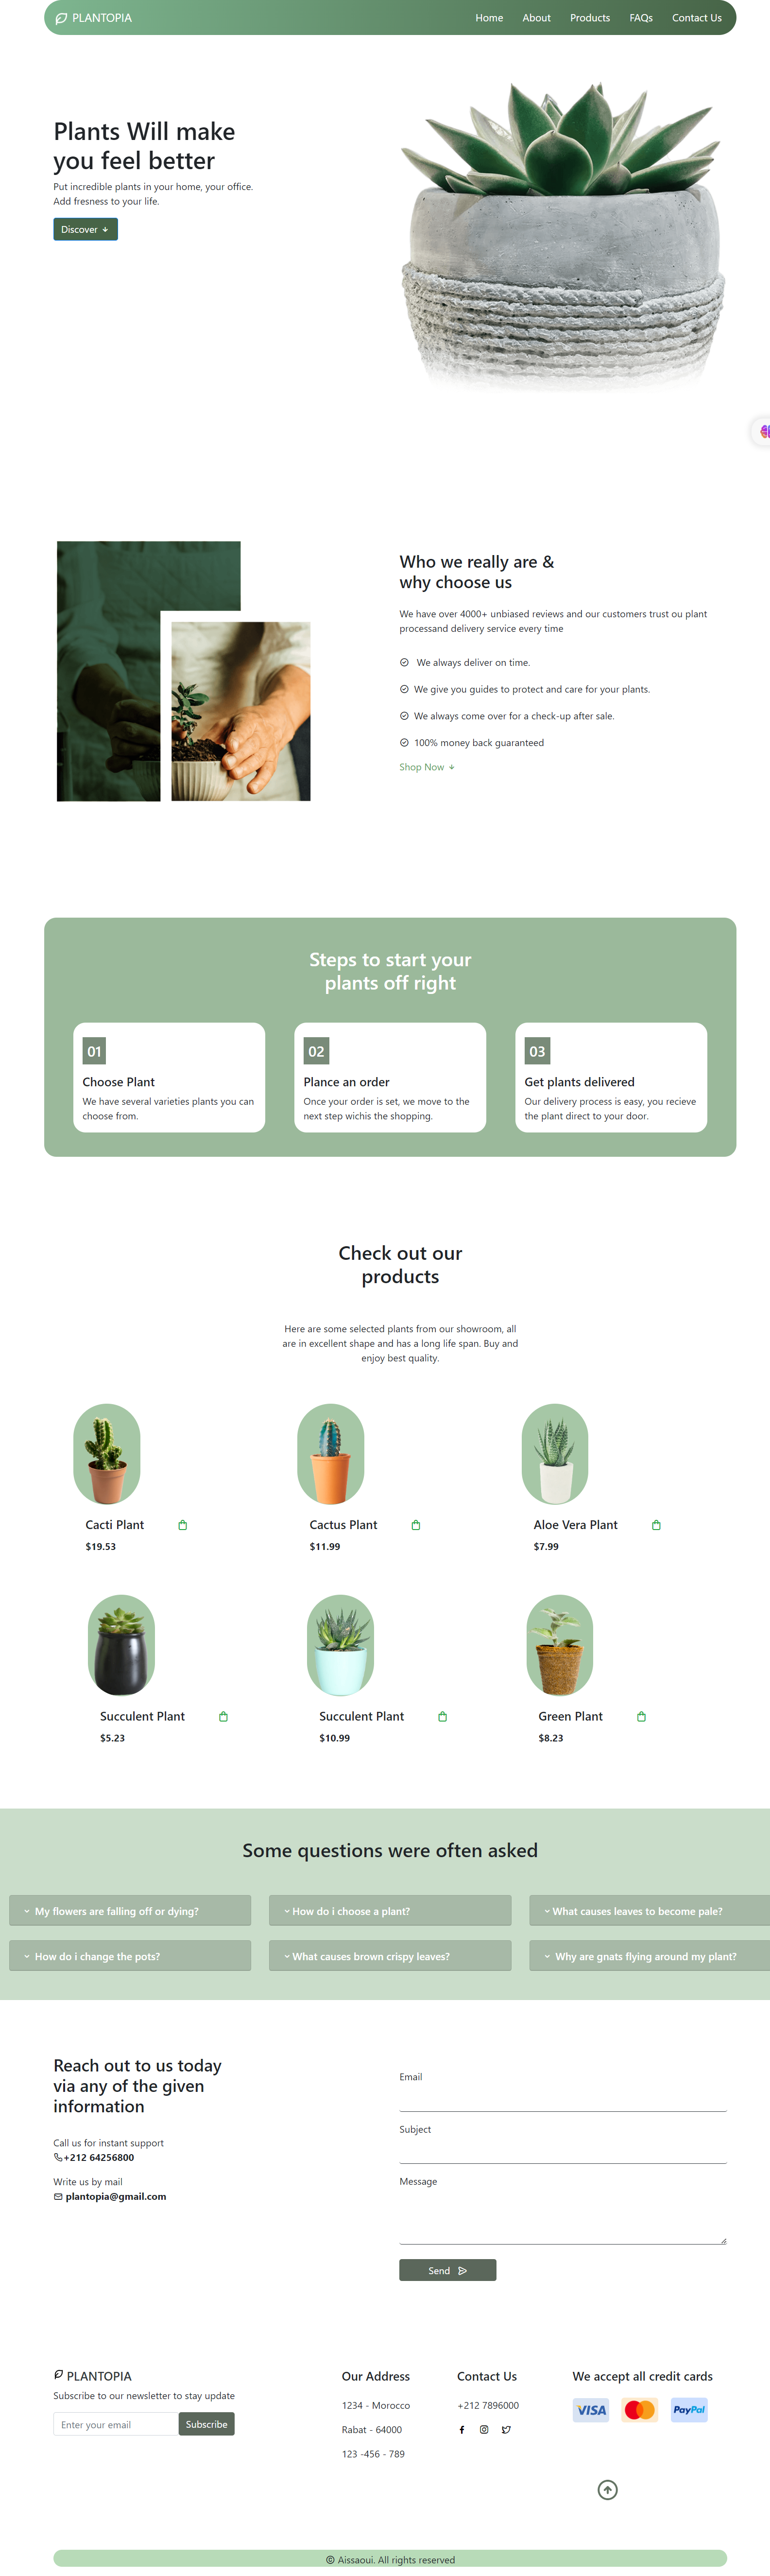 PLANTOPIA
Home About Products FAQs Contact Us
Plants Will make
you feel better
Put incredible plants in your home, your office.
Add fresness to your life.
Discover
Who we really are &
why choose us
We have over 4000+ unbiased reviews and our customers trust ou plant
processand delivery service every time
We always deliver on time.
We give you guides to protect and care for your plants.
We always come over for a check-up after sale.
100% money back guaranteed
Shop Now
Steps to start your
plants off right
01
Choose Plant
We have several varieties plants you can
choose from.
02
Plance an order
Once your order is set, we move to the
next step wichis the shopping.
03
Get plants delivered
Our delivery process is easy, you recieve
the plant direct to your door.
Check out our
products
Here are some selected plants from our showroom, all
are in excellent shape and has a long life span. Buy and
enjoy best quality.
Cacti Plant
$19.53
Cactus Plant
$11.99
Aloe Vera Plant
$7.99
Succulent Plant
$5.23
Succulent Plant
$10.99
Green Plant
$8.23
Some questions were often asked
My flowers are falling off or dying?
How do i choose a plant?
What causes leaves to become pale?
How do i change the pots?
What causes brown crispy leaves?
Why are gnats flying around my plant?
Reach out to us today
via any of the given
information
Call us for instant support
+212 64256800
Write us by mail
plantopia@gmail.com
Email
Subject
Message
Send
PLANTOPIA
Subscribe to our newsletter to stay update
Enter your email
Subscribe
Our Address
1234 - Morocco
Rabat - 64000
123 -456 - 789
Contact Us
+212 7896000
We accept all credit cards
VISA
PayPal
© Aissaoui. All rights reserved